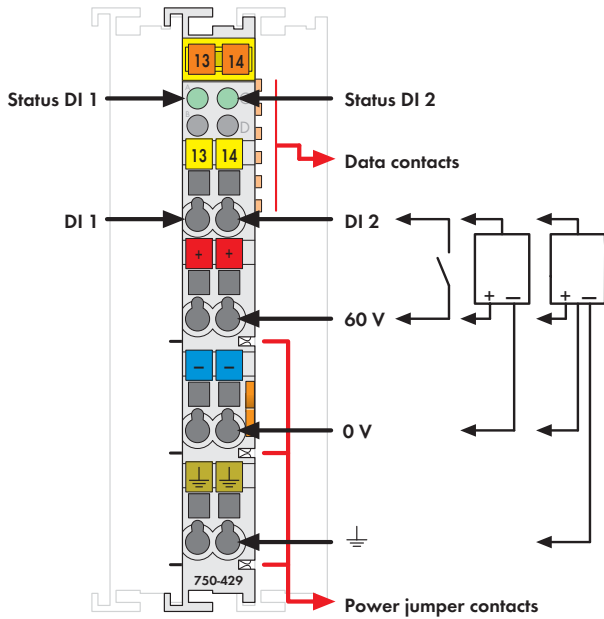 13 14
A C
Status DI 1
Status DI 2
B D
13 14
Data contacts
DI 1
DI 2
+ +
+ −
+ −
60 V
− −
0 V
750-429
Power jumper contacts